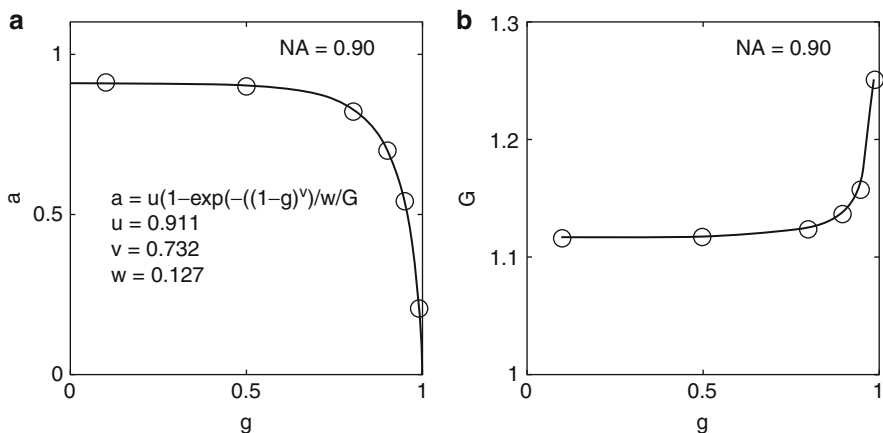 a
NA = 0.90
1
0.5
0
a
a = u(1–exp(–((1–g)^v)/w/G
u = 0.911
v = 0.732
w = 0.127
0
0.5
1
g
b
NA = 0.90
1.3
1.2
1.1
1
G
0
0.5
1
g